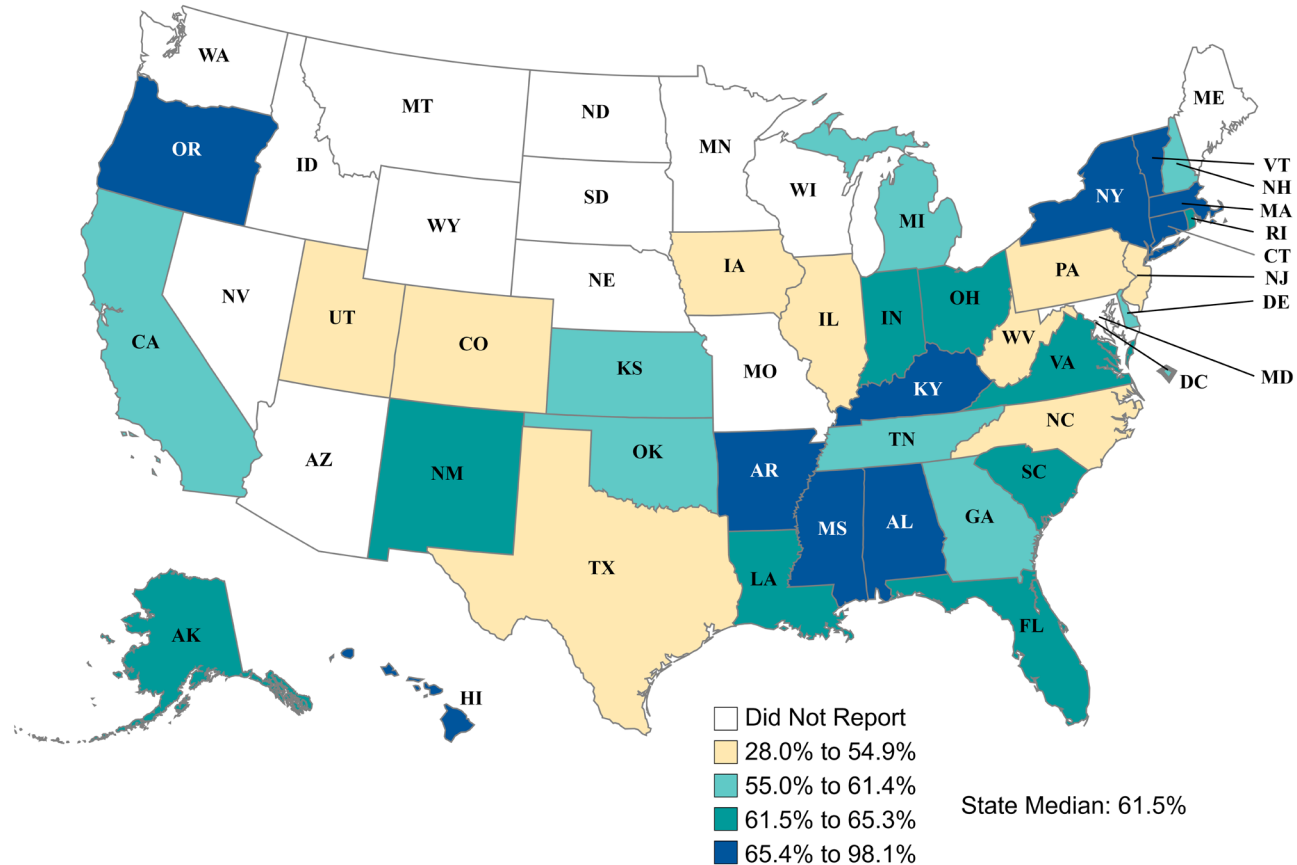 WA
ME
MT
ND
MN
OR
ID
WI
SD
VT
NH
NY
MA
WY
MI
RI
CT
IA
PA
NJ
NE
NV
OH
DE
UT
IL
IN
CO
WV
CA
VA
KS
MO
MD
DC
KY
NC
TN
OK
AZ
NM
AR
SC
GA
MS
AL
TX
LA
FL
AK
HI
Did Not Report
28.0% to 54.9%
55.0% to 61.4%
State Median: 61.5%
61.5% to 65.3%
65.4% to 98.1%